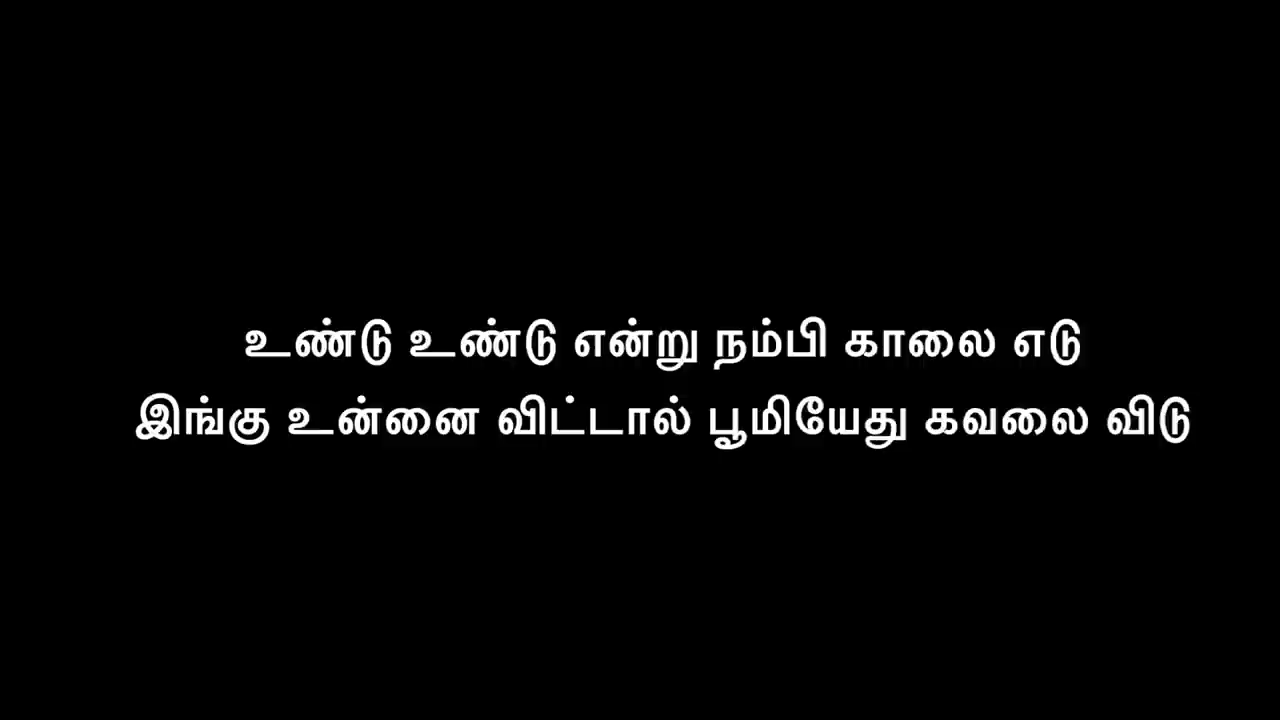 உண்டு உண்டு என்று நம்பி காலை எடு
இங்கு உன்னை விட்டால் பூமியேது கவலை விடு